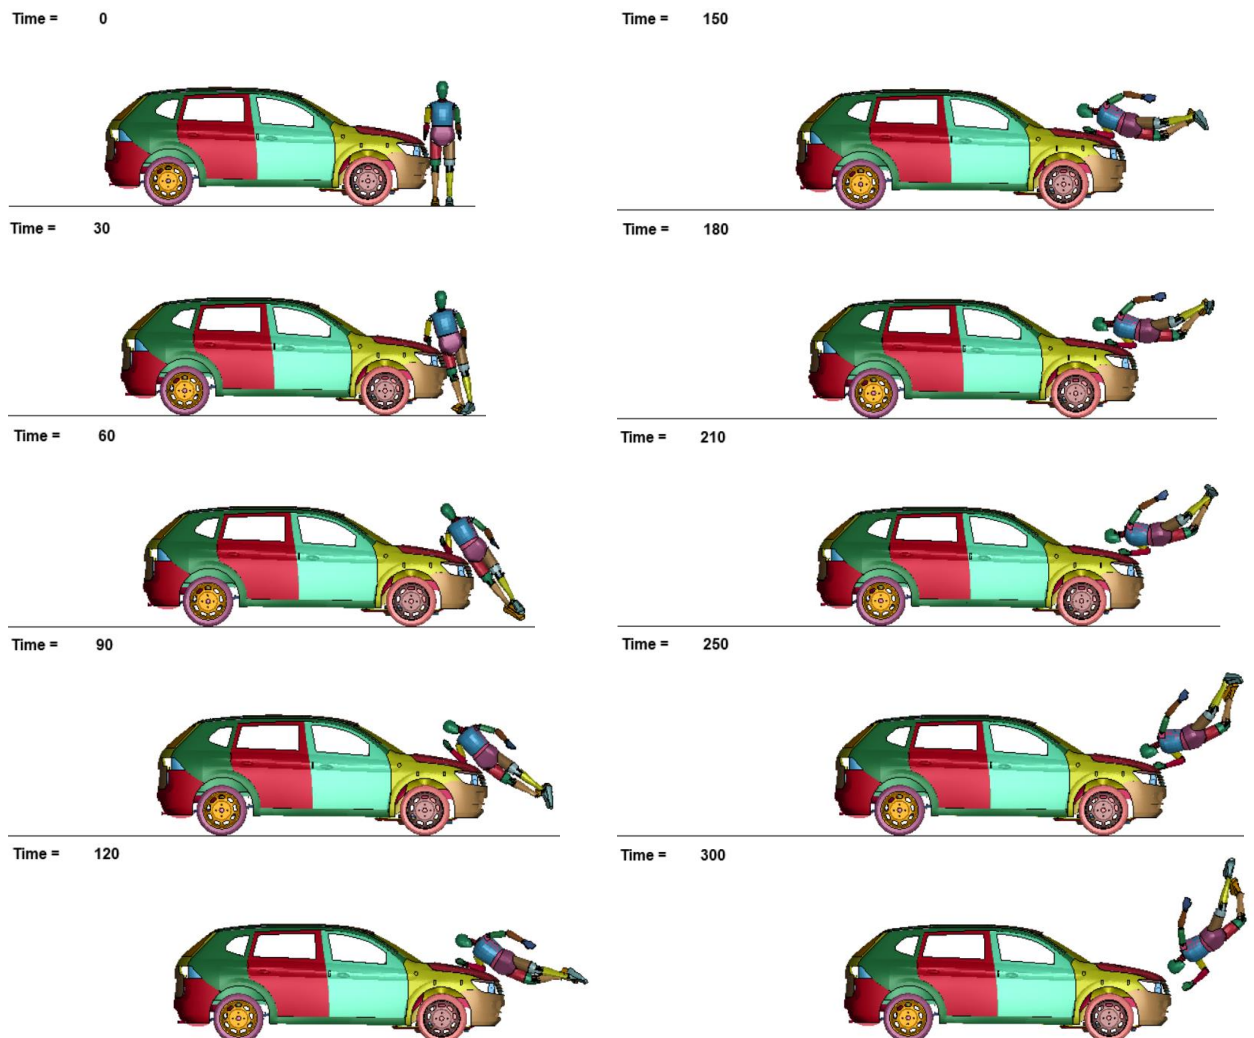 Time = 0
Time = 30
Time = 60
Time = 90
Time = 120
Time = 150
Time = 180
Time = 210
Time = 250
Time = 300